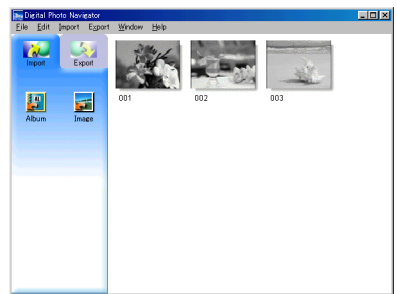 Digital Photo Navigator
File Edit Import Export Window Help
Import Export
Album Image
001 002 003